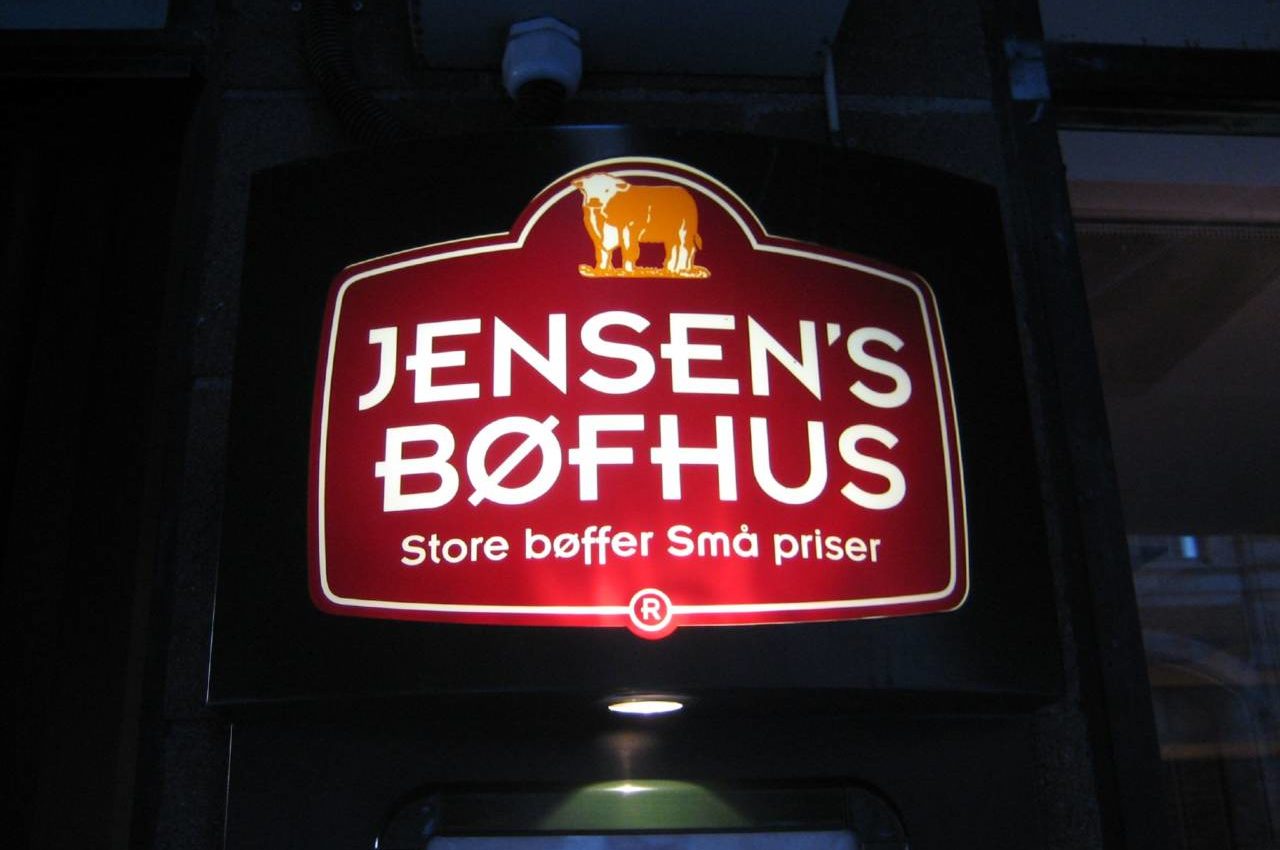 JENSEN'S
BØFHUS
Store bøffer Små priser
R